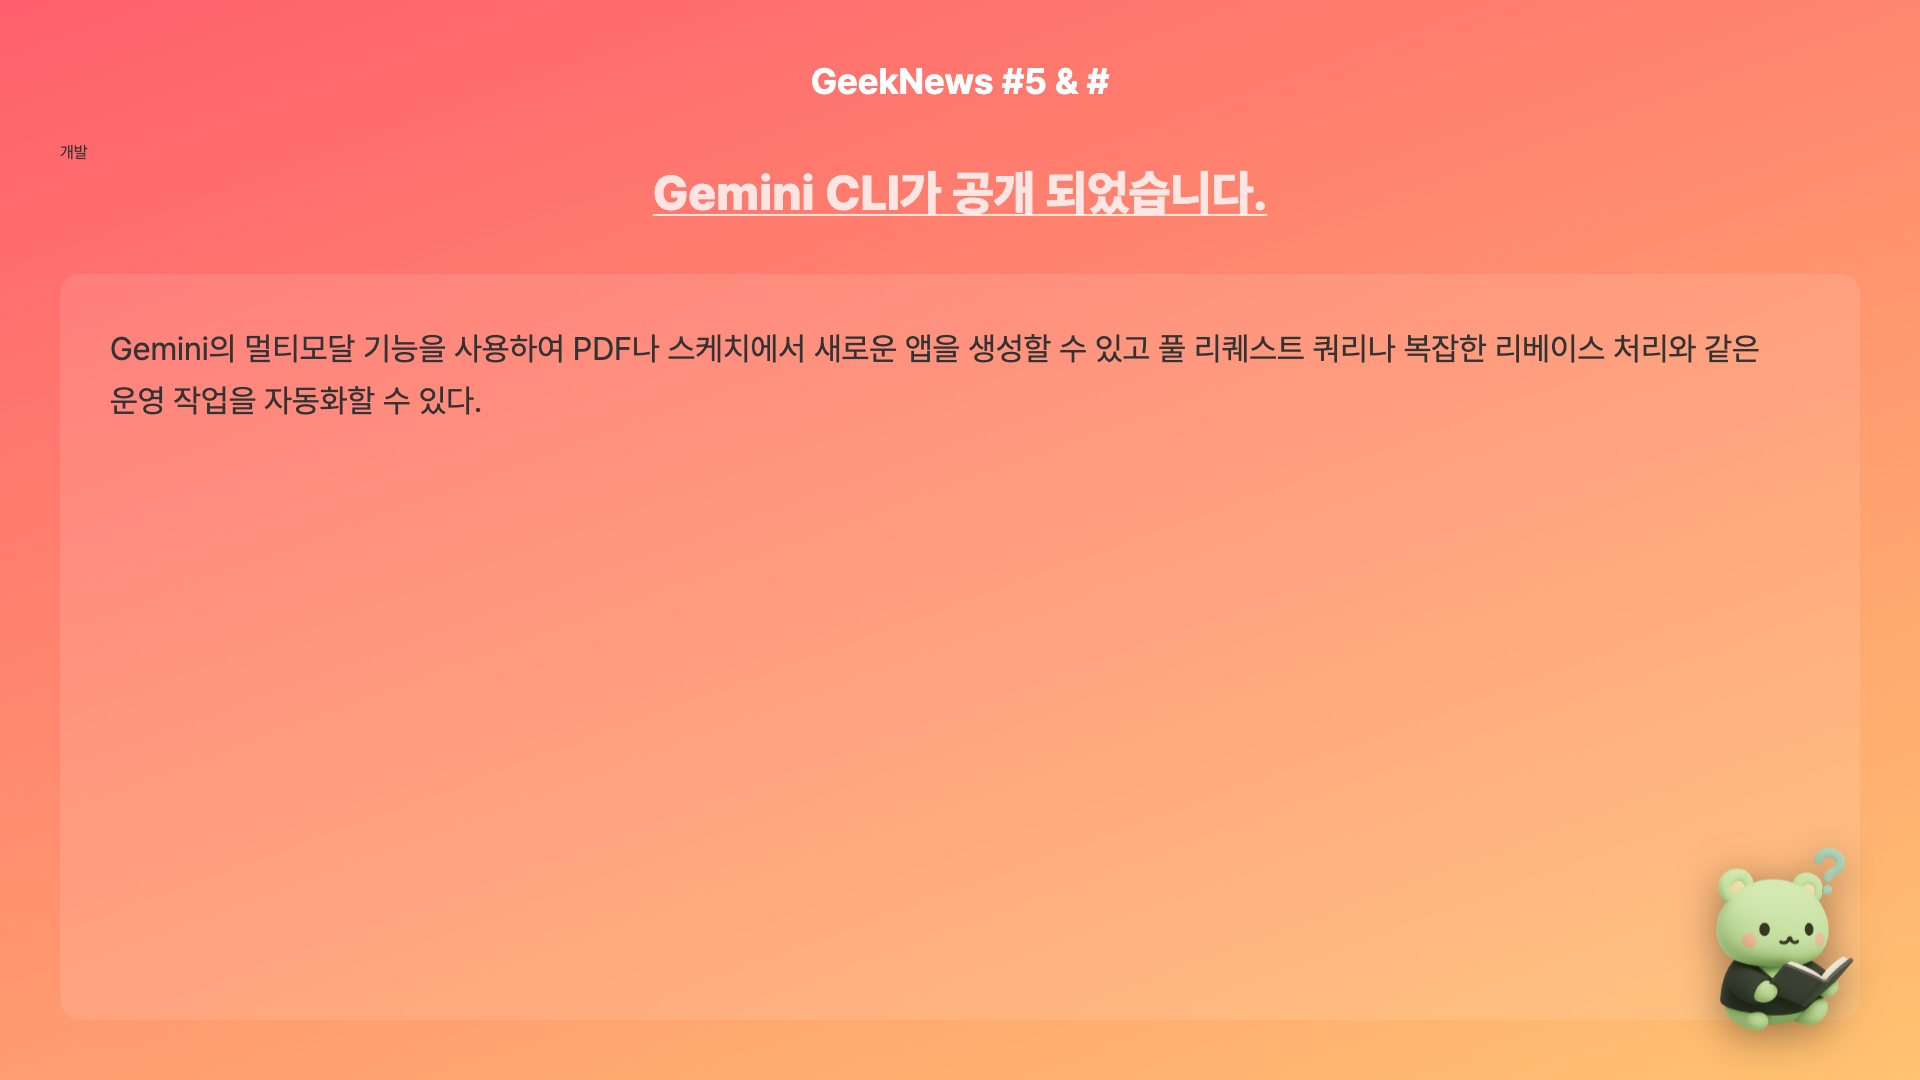 GeekNews #5 & #
개발
Gemini CLI가 공개 되었습니다.
Gemini의 멀티모달 기능을 사용하여 PDF나 스케치에서 새로운 앱을 생성할 수 있고 풀 리퀘스트 쿼리나 복잡한 리베이스 처리와 같은
운영 작업을 자동화할 수 있다.
?